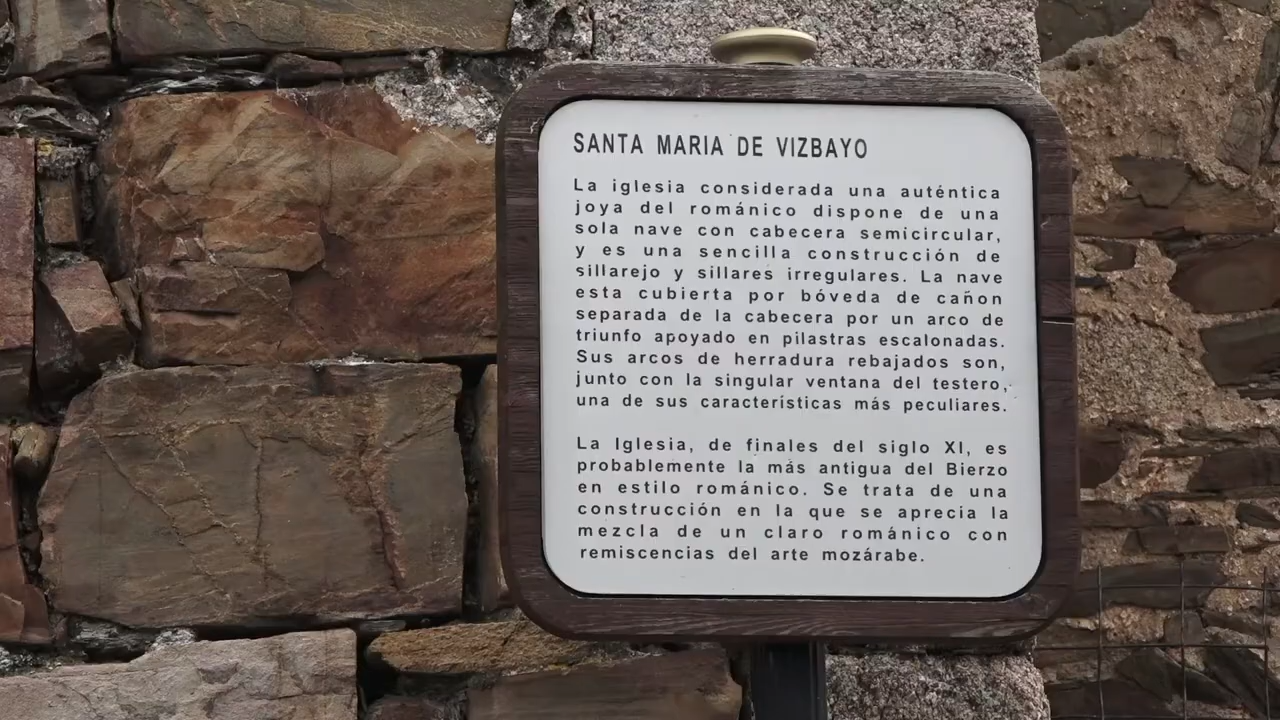 SANTA MARIA DE VIZBAYO
La iglesia considerada una auténtica
joya del románico dispone de una
sola nave con cabecera semicircular,
y es una sencilla construcción de
sillarejo y sillares irregulares. La nave
esta cubierta por bóveda de cañon
separada de la cabecera por un arco de
triunfo apoyado en pilastras escalonadas.
Sus arcos de herradura rebajados son,
junto con la singular ventana del testero,
una de sus características más peculiares.
La Iglesia, de finales del siglo XI, es
probablemente la más antigua del Bierzo
en estilo románico. Se trata de una
construcción en la que se aprecia la
mezcla de un claro románico con
remiscencias del arte mozárabe.